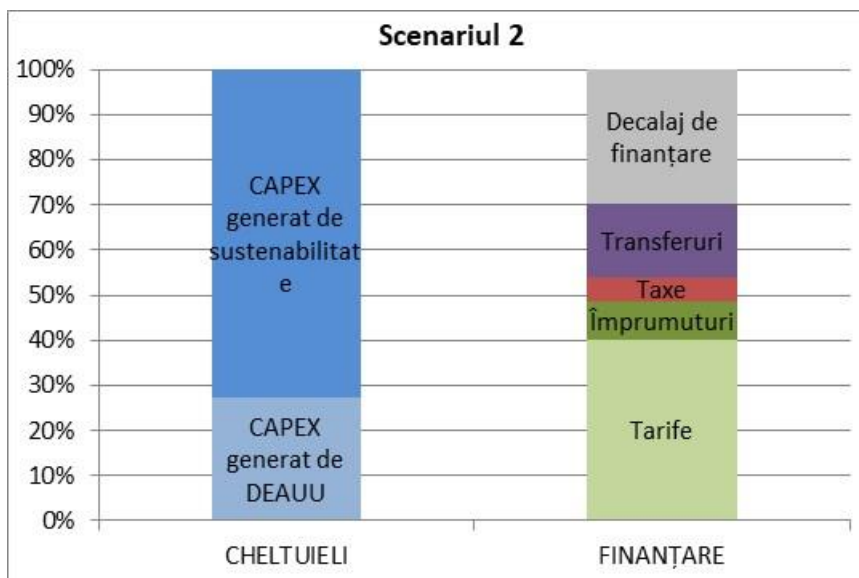 Scenariul 2
100%
90%
80%
70%
60%
50%
40%
30%
20%
10%
0%
CAPEX
generat de
sustenabilitat
e
CAPEX
generat de
DEAUU
Decalaj de
finanțare
Transferuri
Taxe
Împrumuturi
Tarife
CHELTUIELI
FINANȚARE